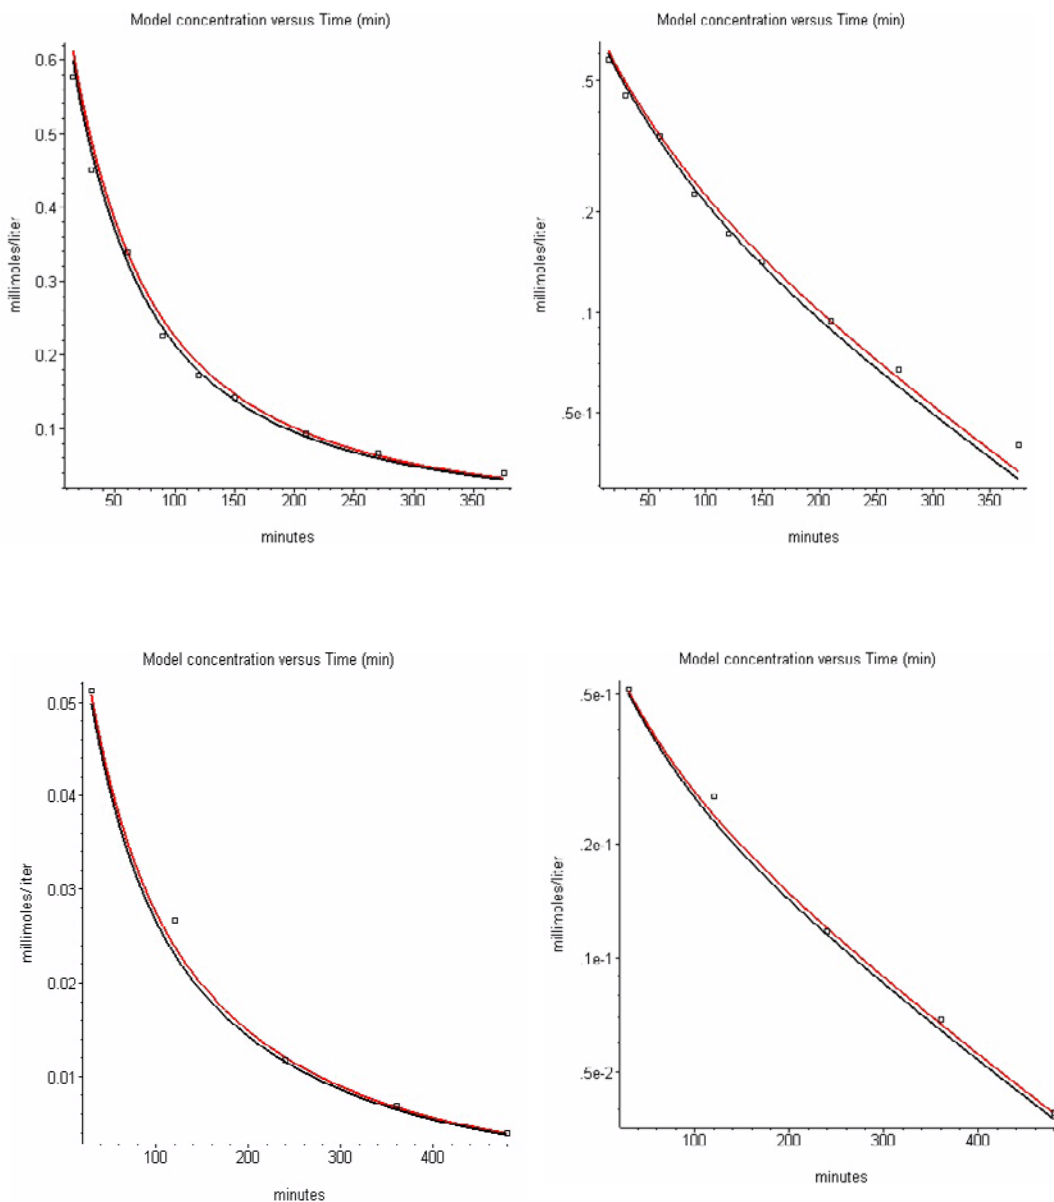 Model concentration versus Time (min)
0.6
0.5
0.4
0.3
0.2
0.1
millimoles/liter
50 100 150 200 250 300 350
minutes
Model concentration versus Time (min)
.5
.2
.1
.5e-1
millimoles/liter
50 100 150 200 250 300 350
minutes
Model concentration versus Time (min)
0.05
0.04
0.03
0.02
0.01
millimoles/liter
100 200 300 400
minutes
Model concentration versus Time (min)
.5e-1
.2e-1
.1e-1
.5e-2
millimoles/liter
100 200 300 400
minutes